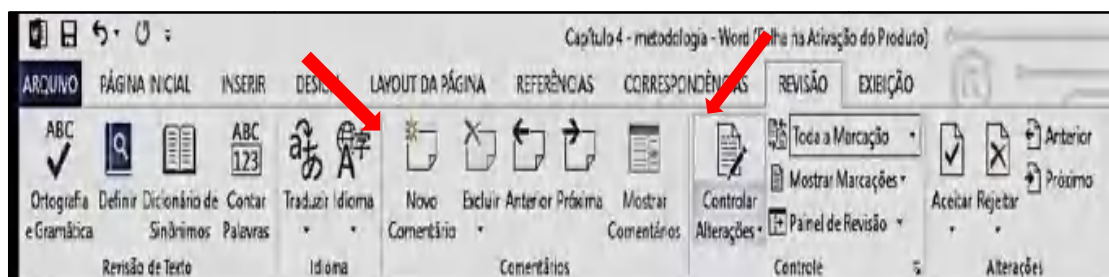 Capítulo 4 - metodologia - Word (Falha na Ativação do Produto)
ARQUIVO PÁGINA INICIAL INSERIR DESIGN LAYOUT DA PÁGINA REFERÊNCIAS CORRESPONDÊNCIAS REVISÃO EXIBIÇÃO
ABC
Ortografia e Gramática
Definir
Dicionário de Sinônimos
ABC
123
Contar Palavras
Revisão de Texto
Traduzir
Idioma
Idioma
Novo Comentário
Excluir
Anterior
Próxima
Mostrar Comentários
Comentários
Controlar Alterações
Toda a Marcação
Mostrar Marcações
Painel de Revisão
Controle
Aceitar
Rejeitar
Anterior
Próximo
Alterações